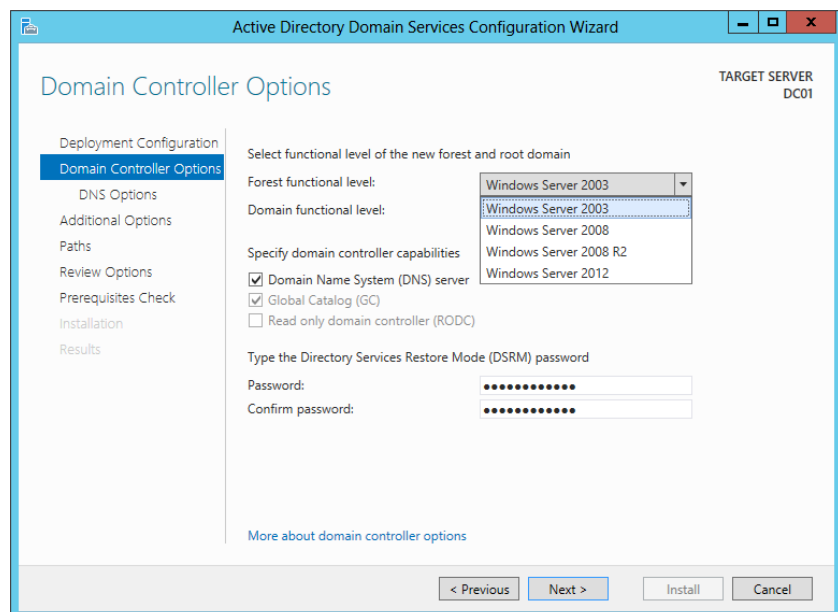 Active Directory Domain Services Configuration Wizard
Domain Controller Options
TARGET SERVER
DC01
Deployment Configuration
Domain Controller Options
DNS Options
Additional Options
Paths
Review Options
Prerequisites Check
Installation
Results
Select functional level of the new forest and root domain
Forest functional level: Windows Server 2003
Windows Server 2003
Domain functional level:
Windows Server 2008
Windows Server 2008 R2
Windows Server 2012
Specify domain controller capabilities
Domain Name System (DNS) server
Global Catalog (GC)
Read only domain controller (RODC)
Type the Directory Services Restore Mode (DSRM) password
Password: ●●●●●●●●●●●●
Confirm password: ●●●●●●●●●●●●
More about domain controller options
< Previous Next > Install Cancel